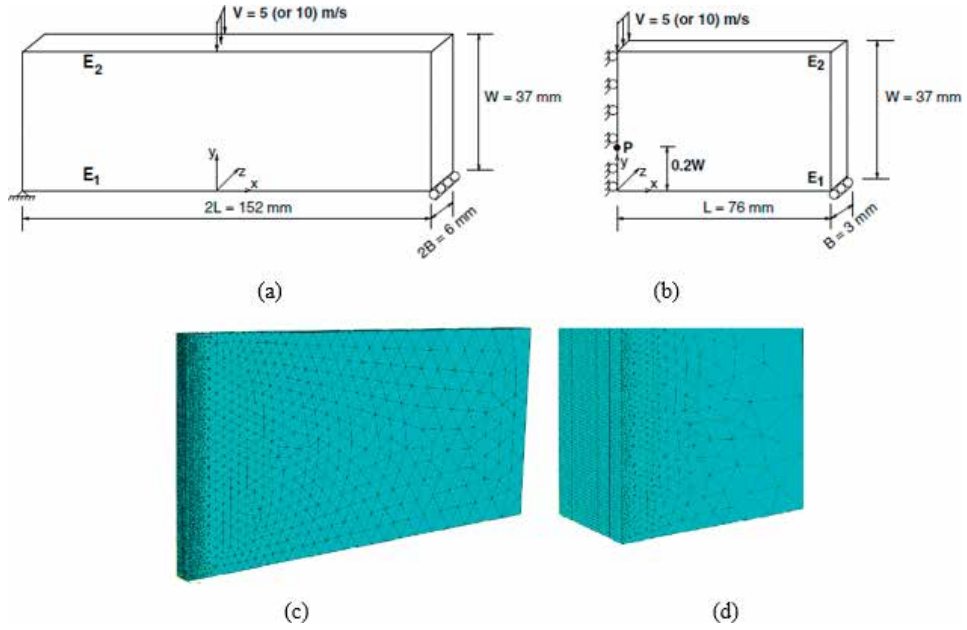 V = 5 (or 10) m/s
E2
W = 37 mm
y
z
E1
x
2L = 152 mm
2B = 6 mm
(a)
V = 5 (or 10) m/s
E2
W = 37 mm
P
y
z
0.2W
x
E1
L = 76 mm
B = 3 mm
(b)
(c)
(d)